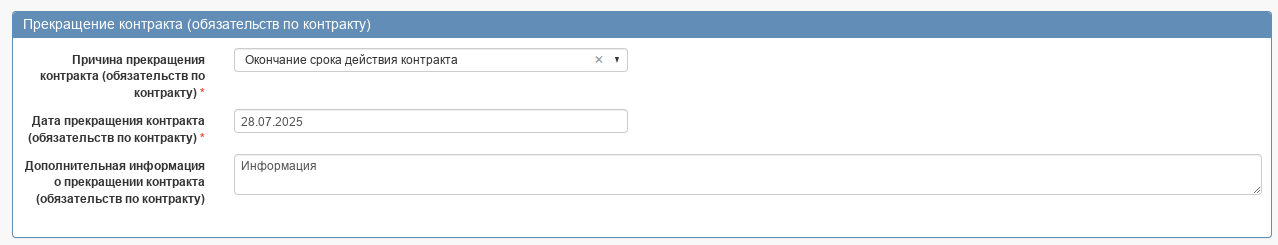 Прекращение контракта (обязательств по контракту)
Причина прекращения
контракта (обязательств по
контракту) *
Окончание срока действия контракта × ▼
Дата прекращения контракта
(обязательств по контракту) *
28.07.2025
Дополнительная информация
о прекращении контракта
(обязательств по контракту)
Информация